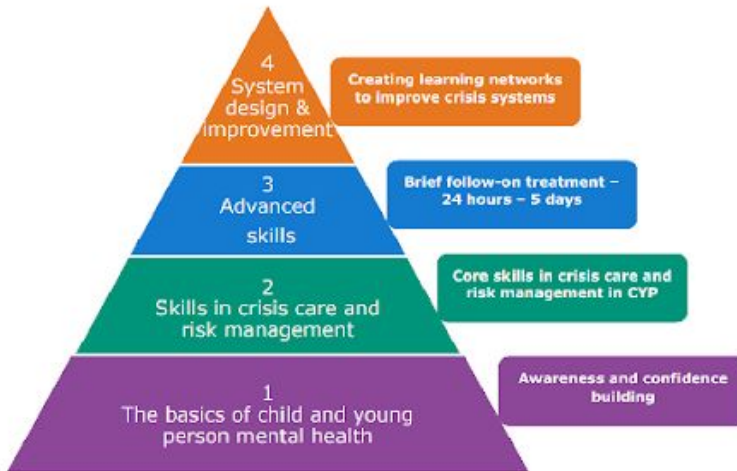 4
System
design &
improvement
Creating learning networks
to improve crisis systems
3
Advanced
skills
Brief follow-on treatment –
24 hours – 5 days
2
Skills in crisis care and
risk management
Core skills in crisis care and
risk management in CYP
1
The basics of child and young
person mental health
Awareness and confidence
building